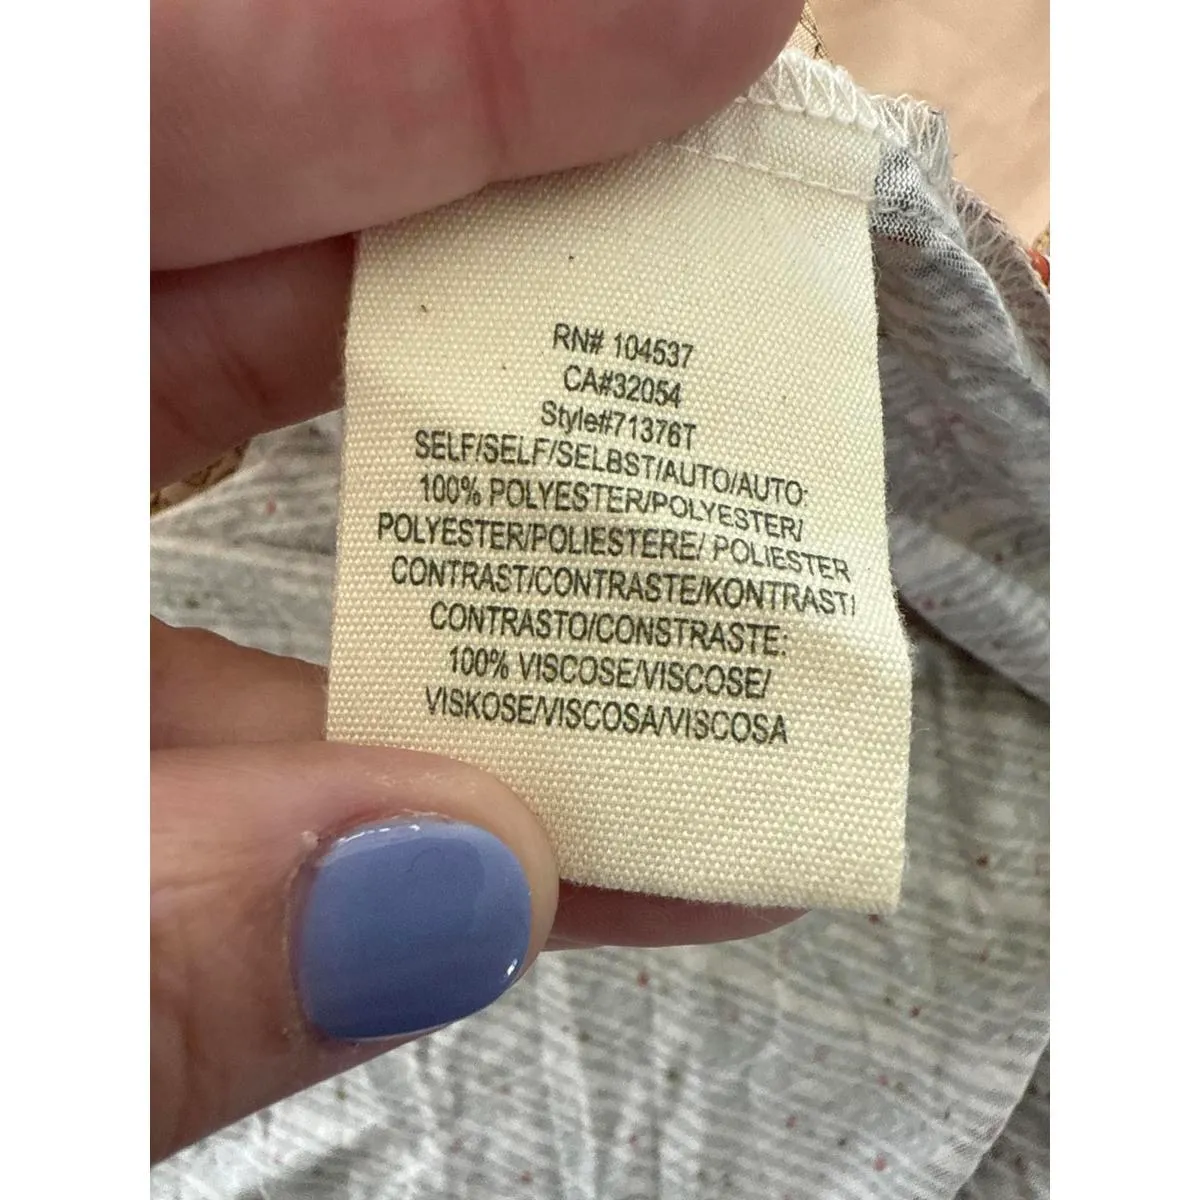 RN# 104537
CA#32054
Style#71376T
SELF/SELF/SELBST/AUTO/AUTO:
100% POLYESTER/POLYESTER/
POLYESTER/POLIESTERE/ POLIESTER
CONTRAST/CONTRASTE/KONTRAST/
CONTRASTO/CONSTRASTE:
100% VISCOSE/VISCOSE/
VISKOSE/VISCOSA/VISCOSA